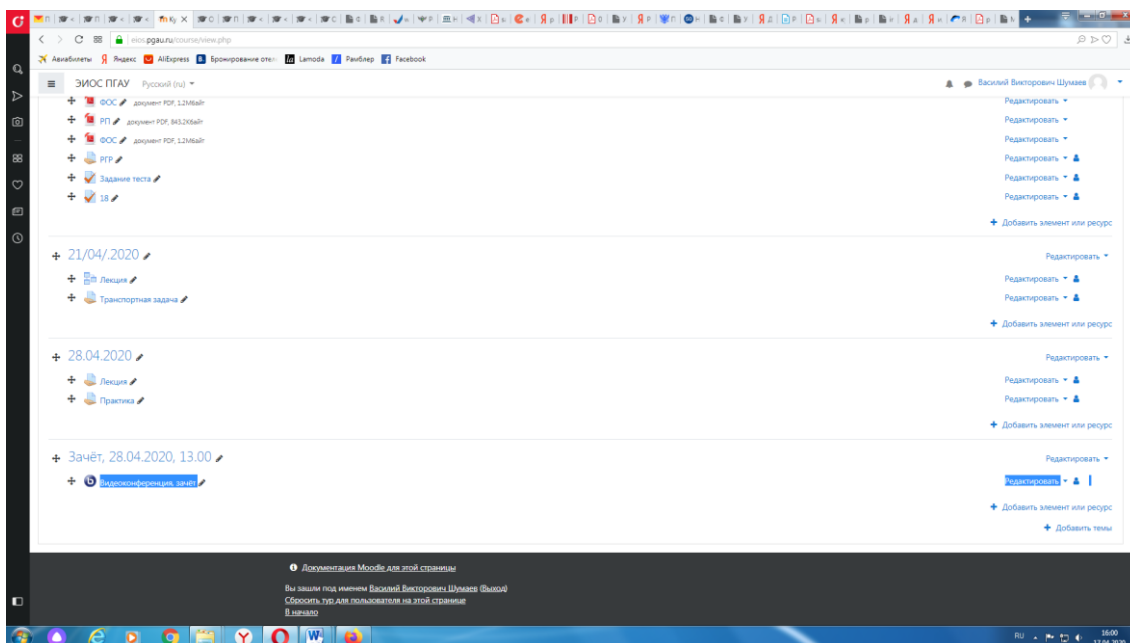 eios.pgau.ru/course/view.php
Авиабилеты Яндекс AliExpress Бронирование отел Lamoda Рамблер Facebook
ЭИОС ПГАУ Русский (ru) Василий Викторович Шумаев
ФОС документ PDF, 1.2Мбайт Редактировать
РП документ PDF, 843.2Кбайт Редактировать
ФОС документ PDF, 1.2Мбайт Редактировать
РГР Редактировать
Задание теста Редактировать
18 Редактировать
+ Добавить элемент или ресурс
21/04/.2020 Редактировать
Лекция Редактировать
Транспортная задача Редактировать
+ Добавить элемент или ресурс
28.04.2020 Редактировать
Лекция Редактировать
Практика Редактировать
+ Добавить элемент или ресурс
Зачёт, 28.04.2020, 13.00 Редактировать
Видеоконференция, зачёт Редактировать
+ Добавить элемент или ресурс
+ Добавить темы
Документация Moodle для этой страницы
Вы зашли под именем Василий Викторович Шумаев (Выход)
Сбросить тур для пользователя на этой странице
В начало
RU 16:00
17.04.2020